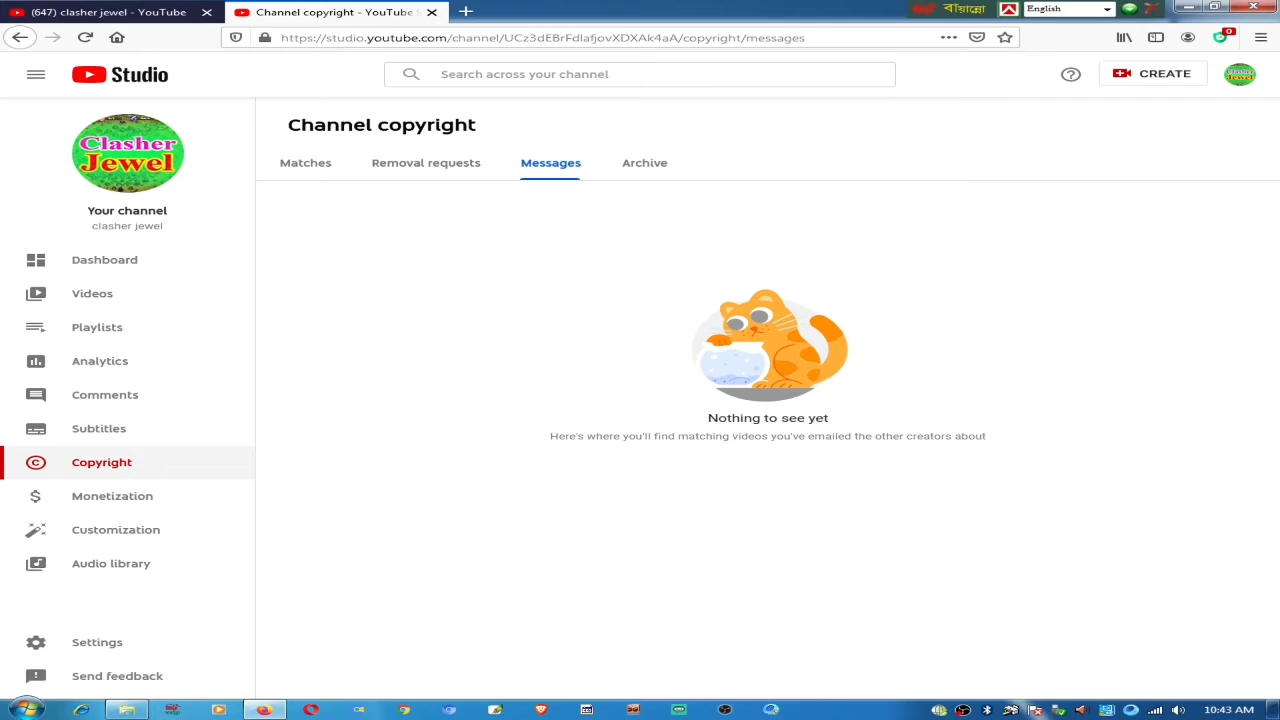 (647) clasher jewel - YouTube
Channel copyright - YouTube
বায়ান্নো
English
https://studio.youtube.com/channel/UCz3dEBrFdlafjovXDXAk4aA/copyright/messages
9
Studio
Search across your channel
CREATE
Clasher
Jewel
Your channel
clasher jewel
Dashboard
Videos
Playlists
Analytics
Comments
Subtitles
Copyright
Monetization
Customization
Audio library
Settings
Send feedback
Channel copyright
Matches
Removal requests
Messages
Archive
Nothing to see yet
Here's where you'll find matching videos you've emailed the other creators about
10:43 AM